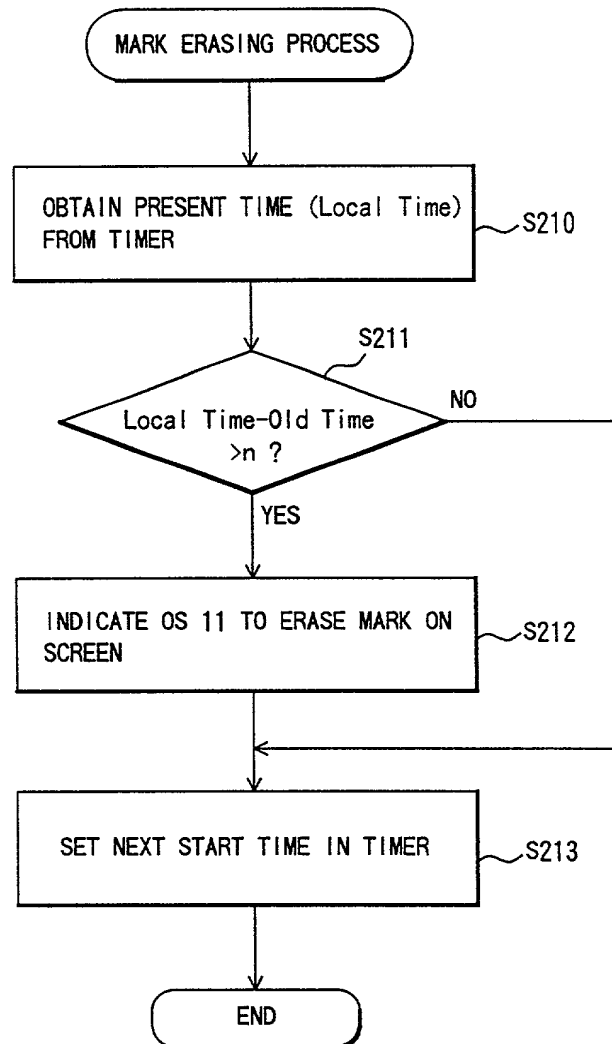 MARK ERASING PROCESS
OBTAIN PRESENT TIME (Local Time)
FROM TIMER
S210
S211
Local Time-Old Time
>n ?
NO
YES
INDICATE OS 11 TO ERASE MARK ON
SCREEN
S212
SET NEXT START TIME IN TIMER
S213
END